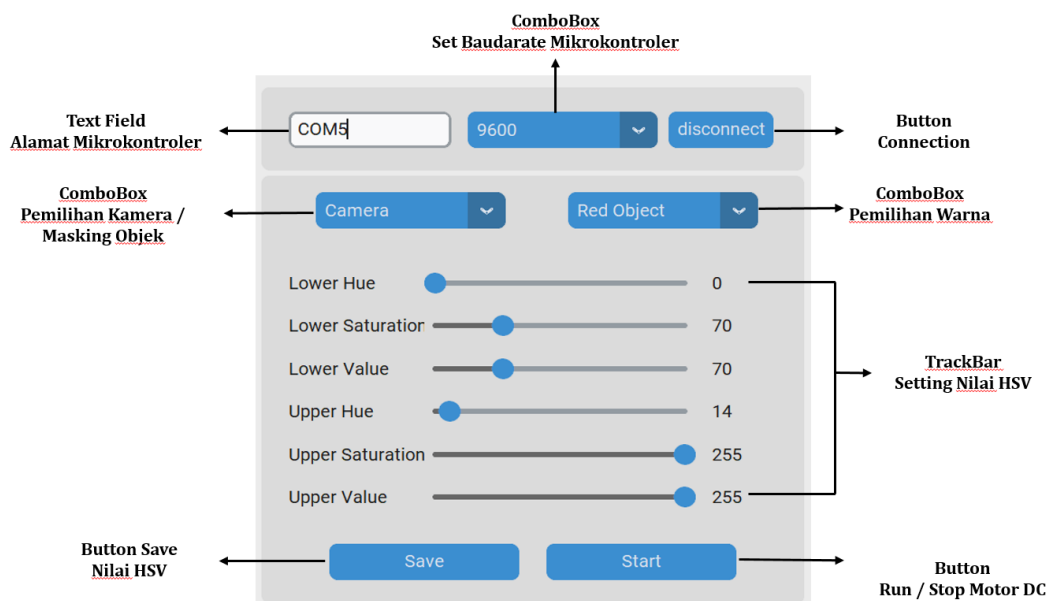 ComboBox
Set Baudarate Mikrokontroler
Text Field
Alamat Mikrokontroler
COM5
9600
disconnect
Button
Connection
ComboBox
Pemilihan Kamera /
Masking Objek
Camera
Red Object
ComboBox
Pemilihan Warna
Lower Hue 0
Lower Saturation 70
Lower Value 70
Upper Hue 14
Upper Saturation 255
Upper Value 255
TrackBar
Setting Nilai HSV
Button Save
Nilai HSV
Save
Start
Button
Run / Stop Motor DC